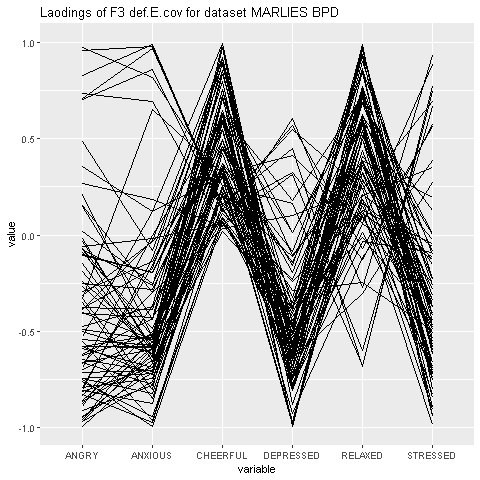 Laodings of F3 def.E.cov for dataset MARLIES BPD
1.0
0.5
0.0
-0.5
-1.0
value
ANGRY ANXIOUS CHEERFUL DEPRESSED RELAXED STRESSED
variable